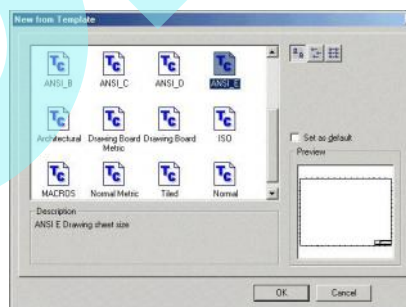 New from Template
ANSI_B ANSI_C ANSI_D ANSI_E
Architectural Drawing Board Metric Drawing Board ISO
MACROS Normal Metric Tiled Normal
Set as default
Preview
Description
ANSI E Drawing sheet size
OK Cancel